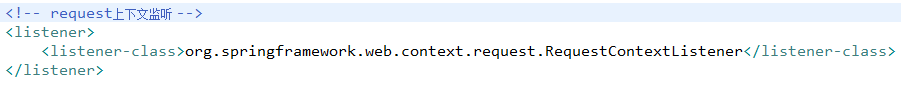 <!-- request上下文监听 -->
<listener>
    <listener-class>org.springframework.web.context.request.RequestContextListener</listener-class>
</listener>